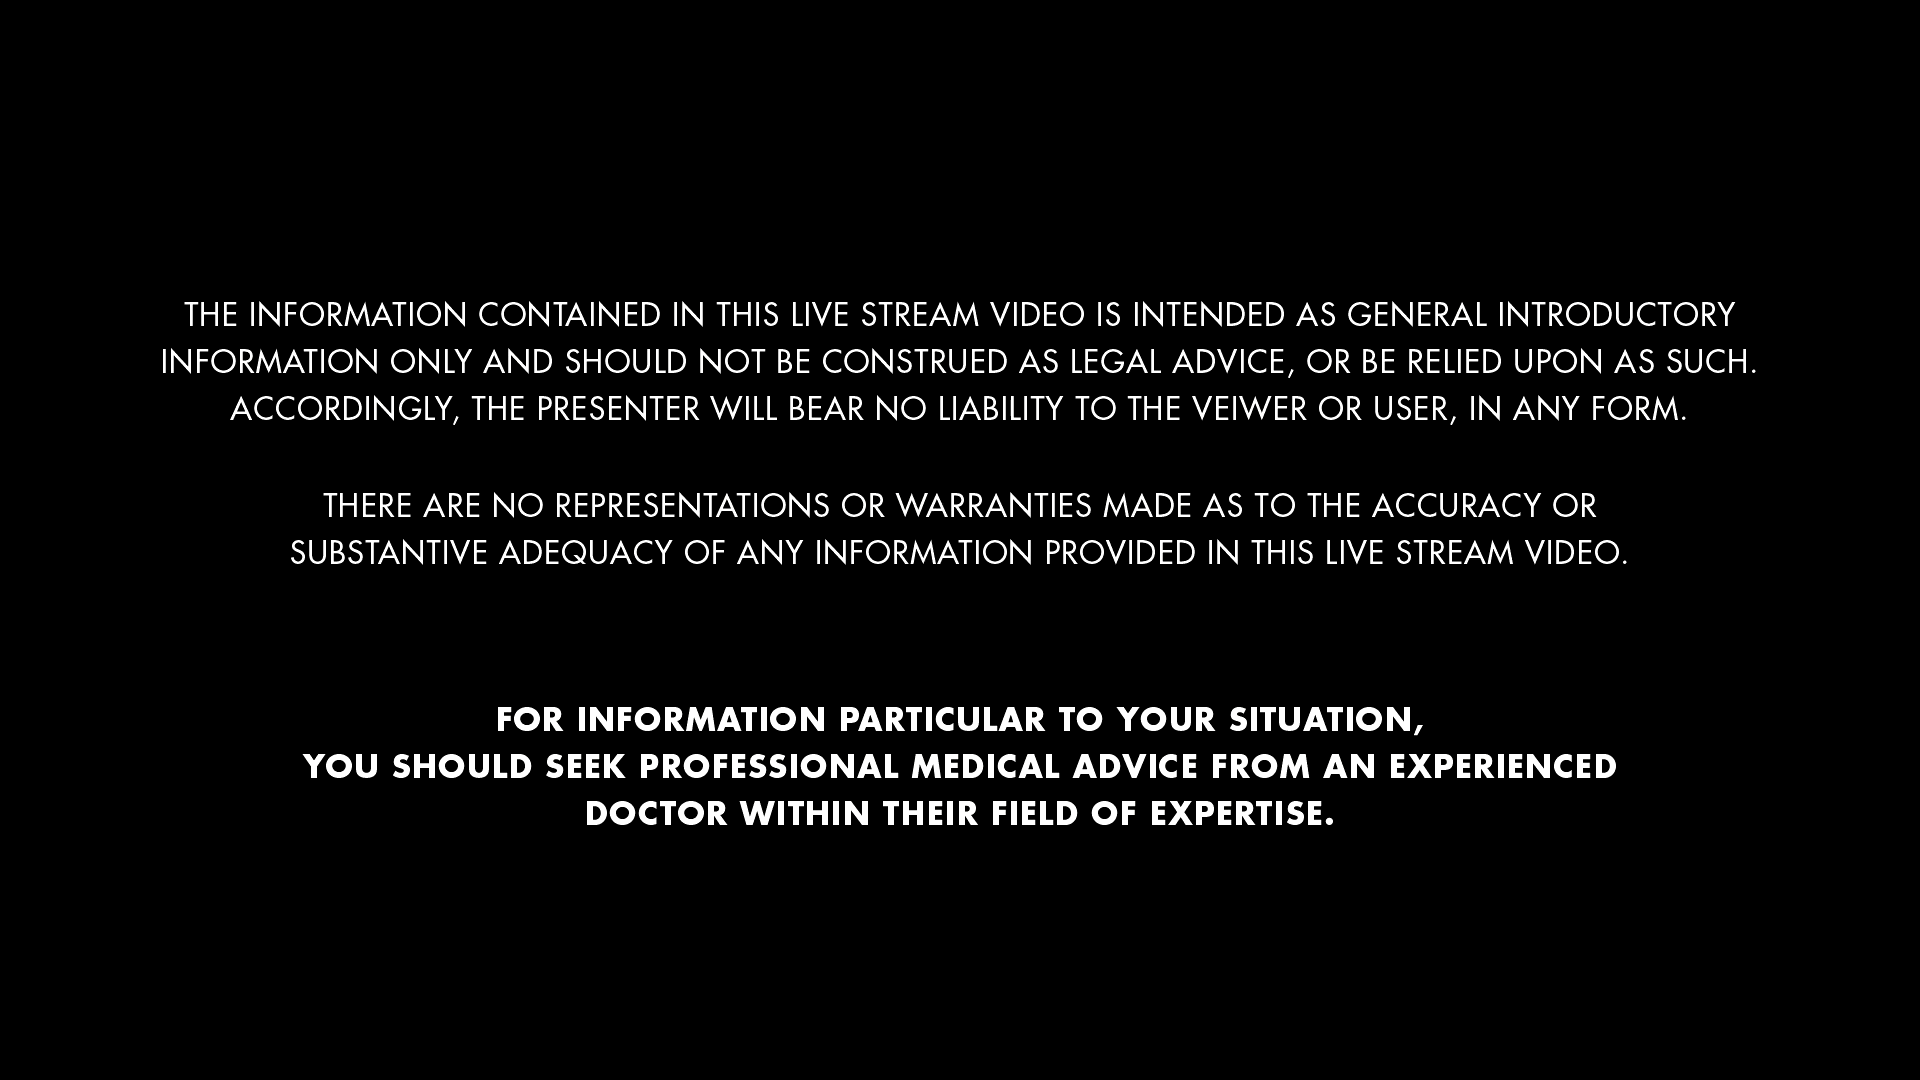 THE INFORMATION CONTAINED IN THIS LIVE STREAM VIDEO IS INTENDED AS GENERAL INTRODUCTORY
INFORMATION ONLY AND SHOULD NOT BE CONSTRUED AS LEGAL ADVICE, OR BE RELIED UPON AS SUCH.
ACCORDINGLY, THE PRESENTER WILL BEAR NO LIABILITY TO THE VEIWER OR USER, IN ANY FORM.
THERE ARE NO REPRESENTATIONS OR WARRANTIES MADE AS TO THE ACCURACY OR
SUBSTANTIVE ADEQUACY OF ANY INFORMATION PROVIDED IN THIS LIVE STREAM VIDEO.
FOR INFORMATION PARTICULAR TO YOUR SITUATION,
YOU SHOULD SEEK PROFESSIONAL MEDICAL ADVICE FROM AN EXPERIENCED
DOCTOR WITHIN THEIR FIELD OF EXPERTISE.